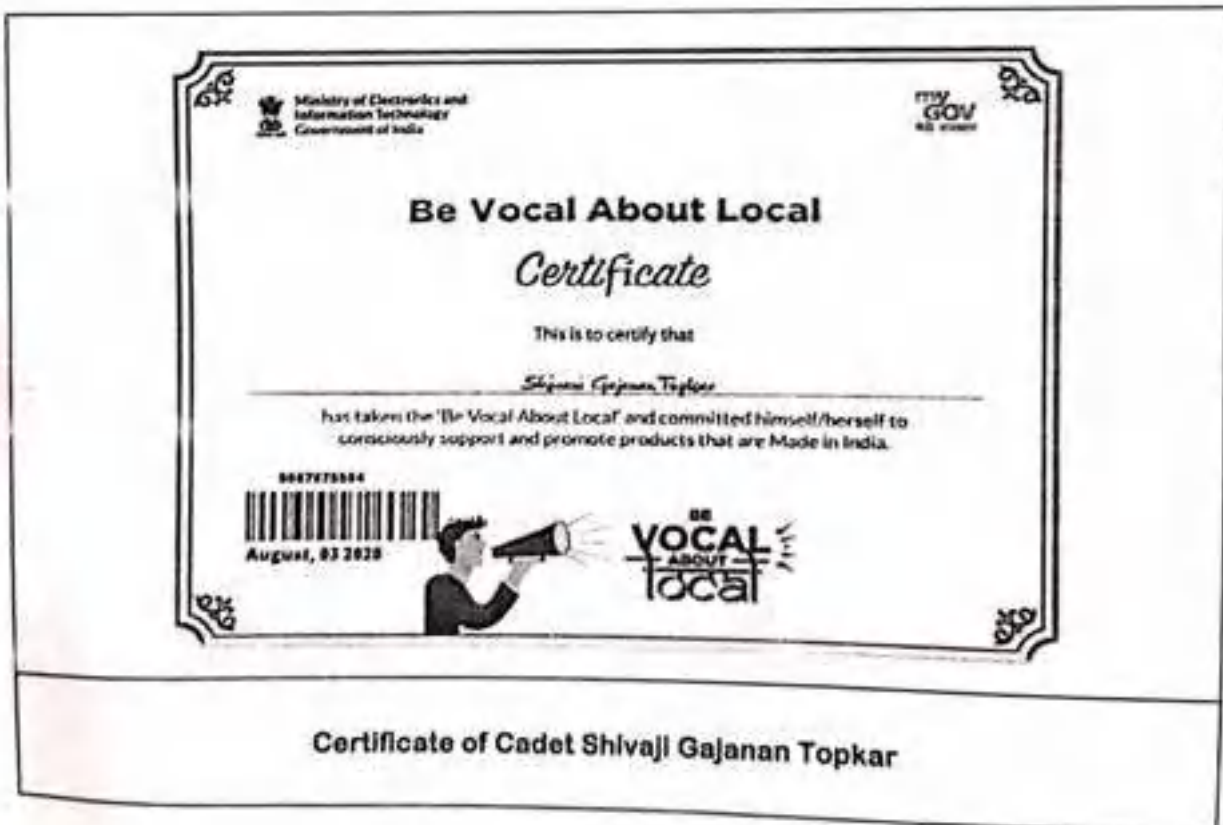 Ministry of Electronics and
Information Technology
Government of India
my
GOV
Be Vocal About Local
Certificate
This is to certify that
Gajanan Topkar
has taken the 'Be Vocal About Local' and committed himself/herself to
consciously support and promote products that are Made in India.
August, 03 2020
BE
VOCAL
ABOUT
local
Certificate of Cadet Shivaji Gajanan Topkar